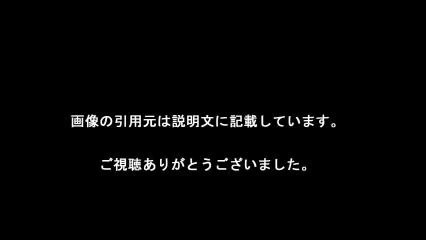 画像の引用元は説明文に記載しています。
ご視聴ありがとうございました。